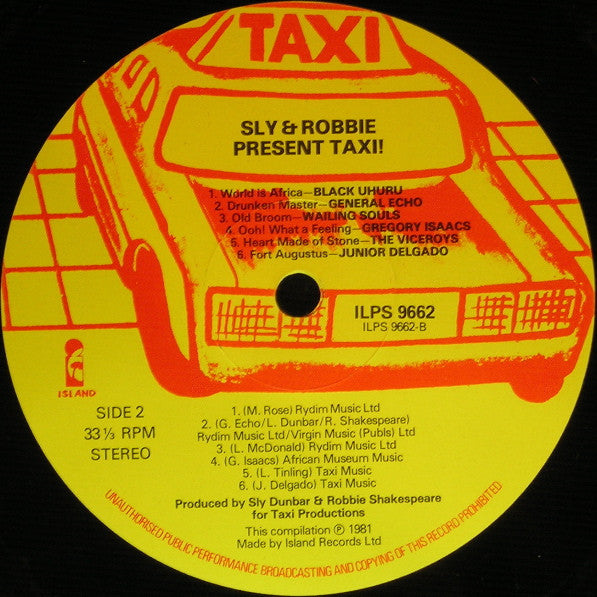 TAXI
SLY & ROBBIE
PRESENT TAXI!
1. World is Africa—BLACK UHURU
2. Drunken Master—GENERAL ECHO
3. Old Broom—WAILING SOULS
4. Ooh! What a Feeling—GREGORY ISAACS
5. Heart Made of Stone—THE VICEROYS
6. Fort Augustus—JUNIOR DELGADO
ILPS 9662
ILPS 9662-B
ISLAND
SIDE 2
33⅓ RPM
STEREO
1. (M. Rose) Rydim Music Ltd
2. (G. Echo/L. Dunbar/R. Shakespeare)
Rydim Music Ltd/Virgin Music (Publs) Ltd
3. (L. McDonald) Rydim Music Ltd
4. (G. Isaacs) African Museum Music
5. (L. Tinling) Taxi Music
6. (J. Delgado) Taxi Music
Produced by Sly Dunbar & Robbie Shakespeare
for Taxi Productions
This compilation ℗ 1981
Made by Island Records Ltd
UNAUTHORISED PUBLIC PERFORMANCE BROADCASTING AND COPYING OF THIS RECORD PROHIBITED